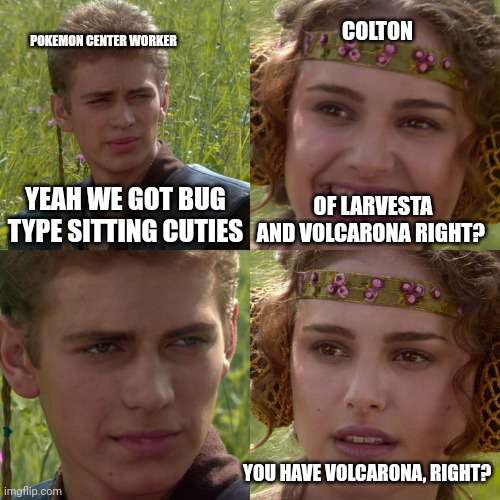 POKEMON CENTER WORKER
COLTON
YEAH WE GOT BUG
TYPE SITTING CUTIES
OF LARVESTA
AND VOLCARONA RIGHT?
YOU HAVE VOLCARONA, RIGHT?
imgflip.com